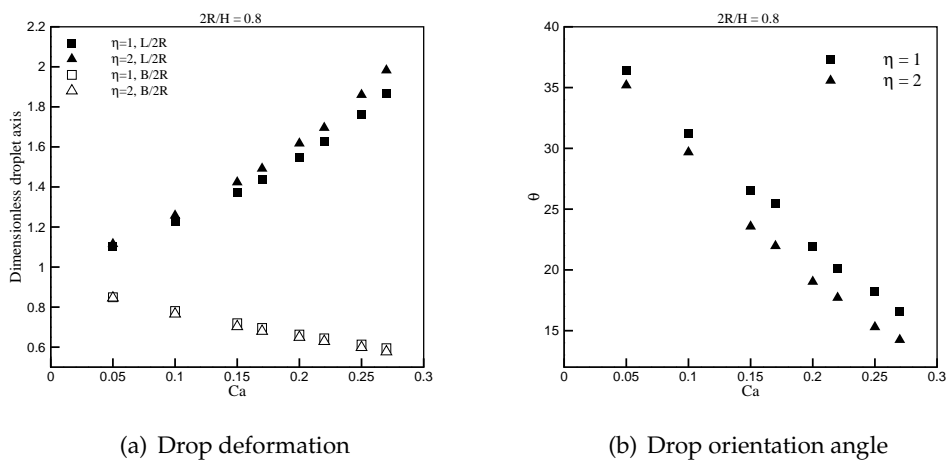 2R/H = 0.8
η=1, L/2R
η=2, L/2R
η=1, B/2R
η=2, B/2R
Dimensionless droplet axis
2.2
2
1.8
1.6
1.4
1.2
1
0.8
0.6
0
0.05
0.1
0.15
0.2
0.25
0.3
Ca
(a) Drop deformation
2R/H = 0.8
η = 1
η = 2
θ
40
35
30
25
20
15
0
0.05
0.1
0.15
0.2
0.25
0.3
Ca
(b) Drop orientation angle